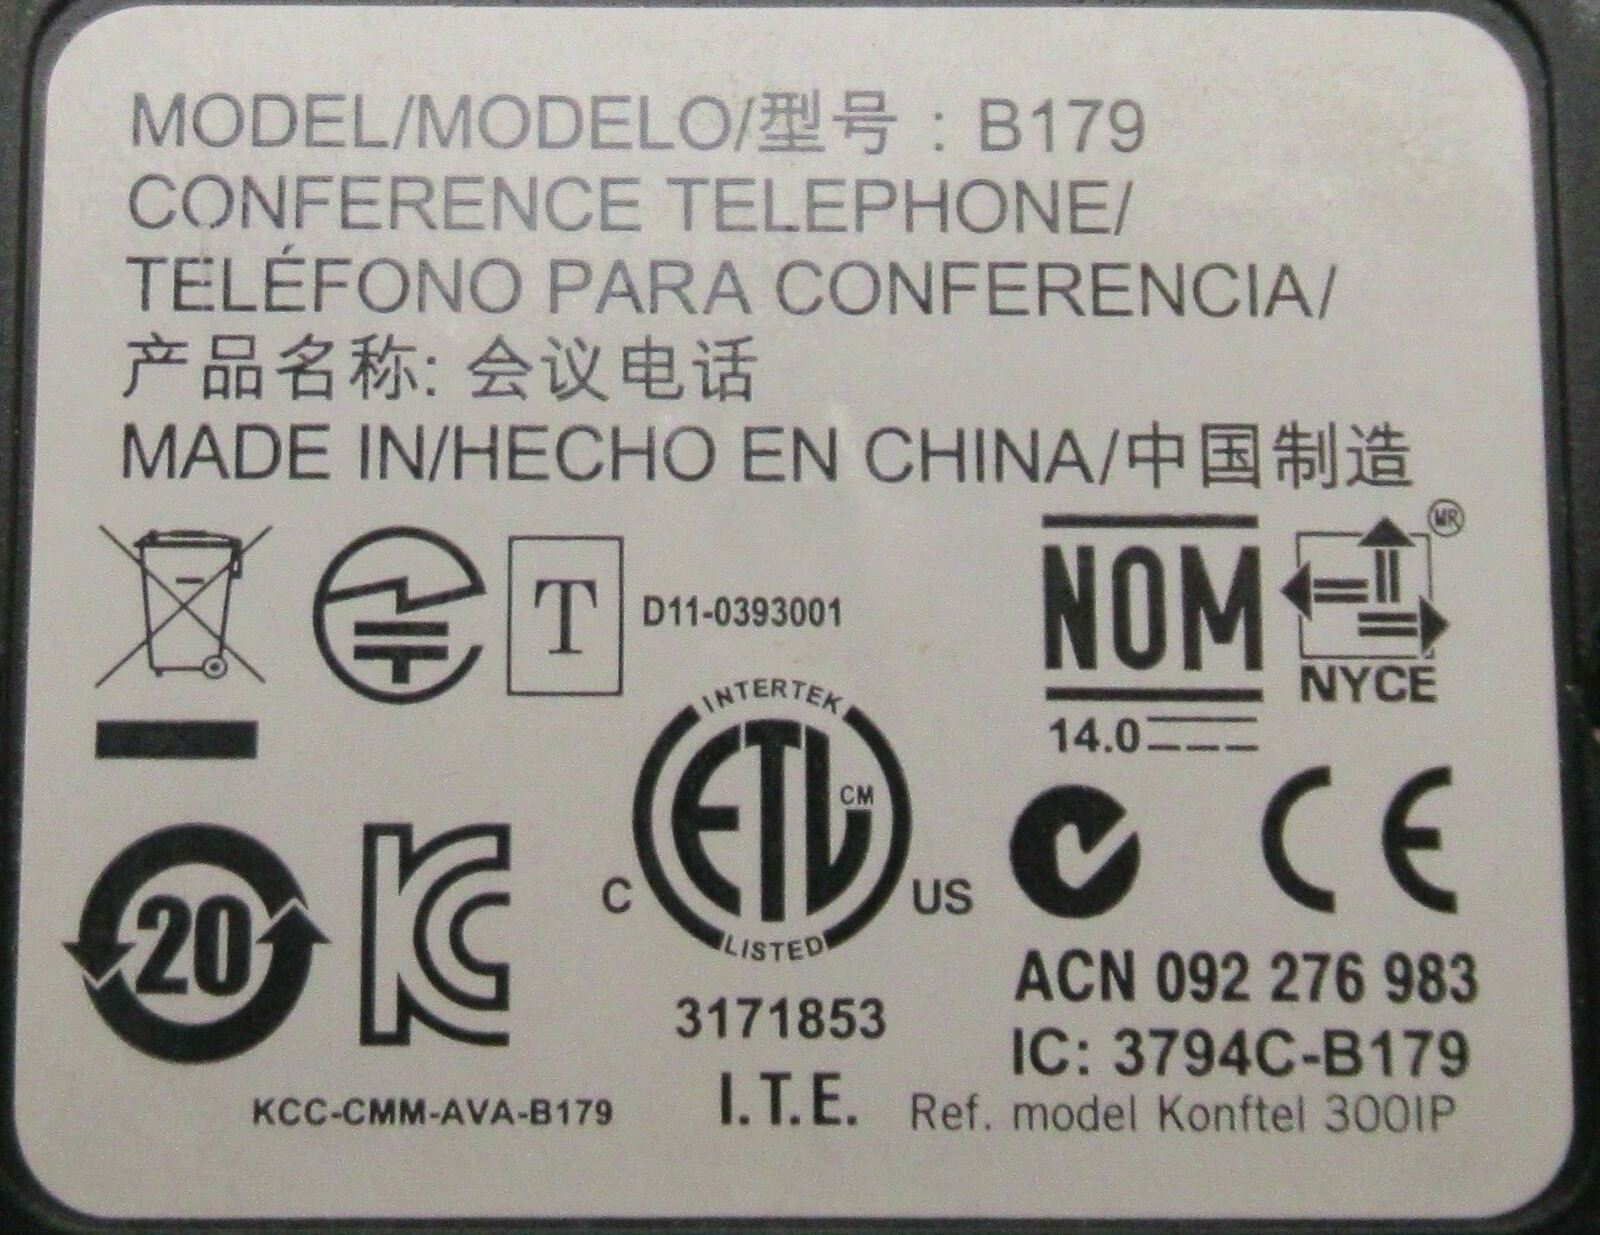 MODEL/MODELO/型号 : B179
CONFERENCE TELEPHONE/
TELÉFONO PARA CONFERENCIA/
产品名称: 会议电话
MADE IN/HECHO EN CHINA/中国制造
T D11-0393001
NOM
MR
NYCE
14.0
INTERTEK
ETL CM
C US
LISTED
3171853
I.T.E.
20
KC
KCC-CMM-AVA-B179
CE
ACN 092 276 983
IC: 3794C-B179
Ref. model Konftel 300IP